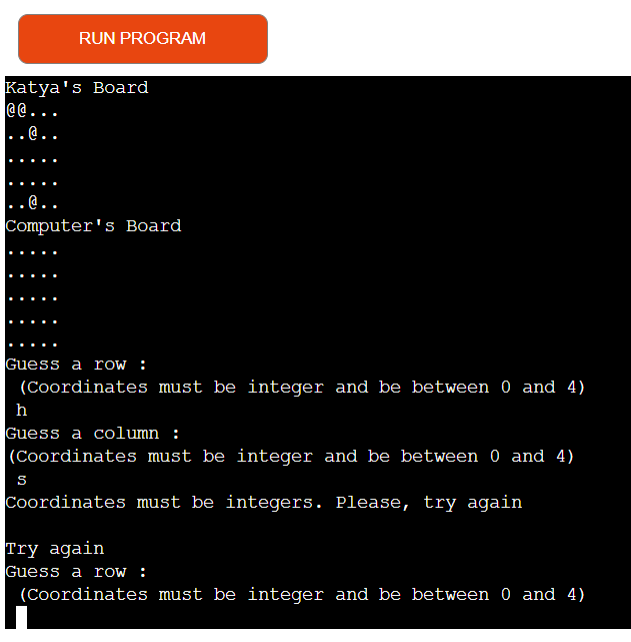 RUN PROGRAM
Katya's Board
@@...
..@..
.....
.....
..@..
Computer's Board
.....
.....
.....
.....
.....
Guess a row :
(Coordinates must be integer and be between 0 and 4)
h
Guess a column :
(Coordinates must be integer and be between 0 and 4)
s
Coordinates must be integers. Please, try again
Try again
Guess a row :
(Coordinates must be integer and be between 0 and 4)